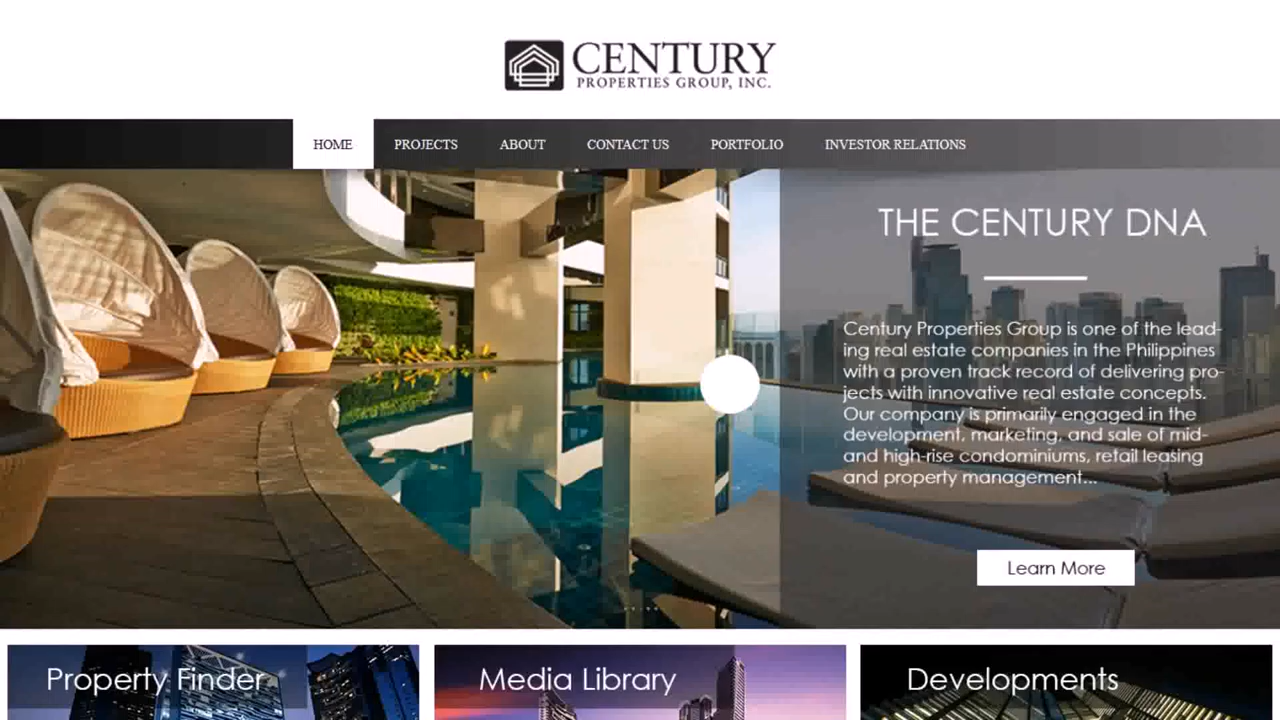 CENTURY
PROPERTIES GROUP, INC.
HOME PROJECTS ABOUT CONTACT US PORTFOLIO INVESTOR RELATIONS
THE CENTURY DNA
Century Properties Group is one of the lead-
ing real estate companies in the Philippines
with a proven track record of delivering pro-
jects with innovative real estate concepts.
Our company is primarily engaged in the
development, marketing, and sale of mid-
and high-rise condominiums, retail leasing
and property management...
Learn More
Property Finder Media Library Developments